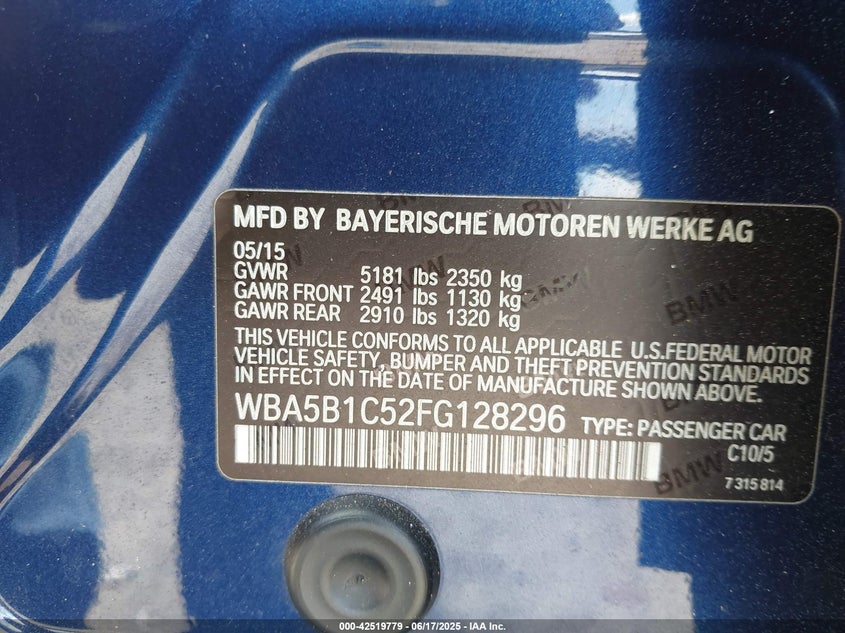 MFD BY BAYERISCHE MOTOREN WERKE AG
05/15
GVWR 5181 lbs 2350 kg
GAWR FRONT 2491 lbs 1130 kg
GAWR REAR 2910 lbs 1320 kg
THIS VEHICLE CONFORMS TO ALL APPLICABLE U.S.FEDERAL MOTOR
VEHICLE SAFETY, BUMPER AND THEFT PREVENTION STANDARDS
IN EFFECT ON THE DATE OF MANUFACTURE SHOWN ABOVE.
WBA5B1C52FG128296 TYPE: PASSENGER CAR
C10/5
7 315 814
BMW
BMW
BMW
000-42519779 - 06/17/2025 - IAA Inc.